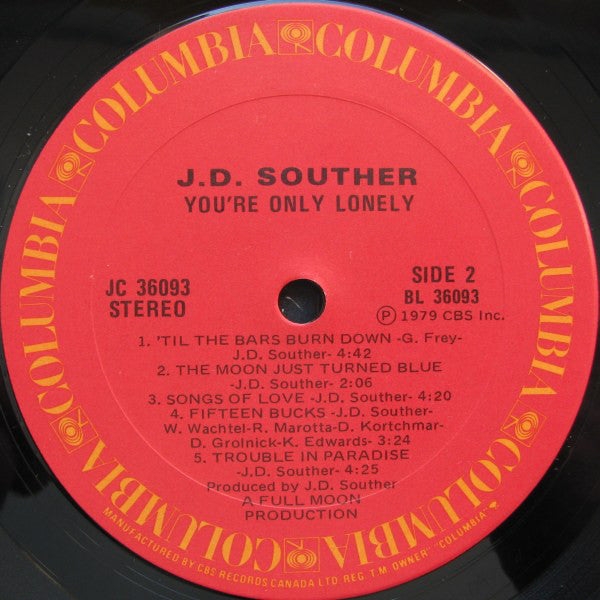 COLUMBIA COLUMBIA COLUMBIA COLUMBIA COLUMBIA COLUMBIA
J.D. SOUTHER
YOU'RE ONLY LONELY
JC 36093
STEREO
SIDE 2
BL 36093
Ⓟ 1979 CBS Inc.
1. 'TIL THE BARS BURN DOWN -G. Frey-
J.D. Souther- 4:42
2. THE MOON JUST TURNED BLUE
-J.D. Souther- 2:06
3. SONGS OF LOVE -J.D. Souther- 4:20
4. FIFTEEN BUCKS -J.D. Souther-
W. Wachtel-R. Marotta-D. Kortchmar-
D. Grolnick-K. Edwards- 3:24
5. TROUBLE IN PARADISE
-J.D. Souther- 4:25
Produced by J.D. Souther
A FULL MOON
PRODUCTION
MANUFACTURED BY CBS RECORDS CANADA LTD. REG. T.M. OWNER "COLUMBIA"